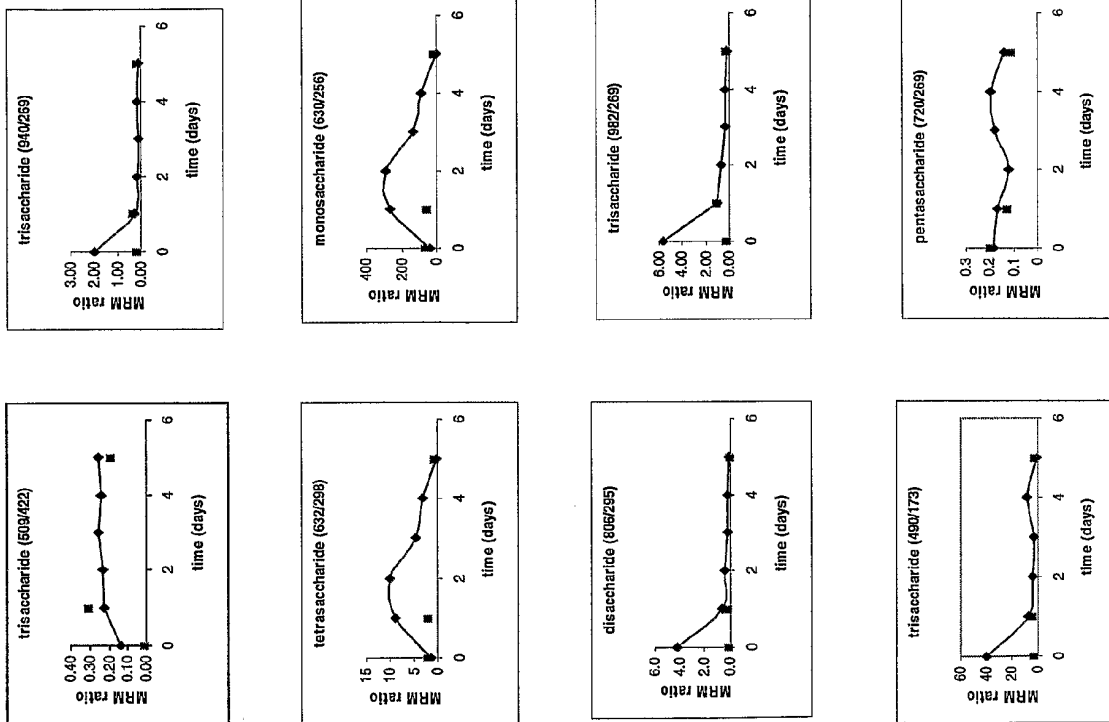 trisaccharide (509/422)
MRM ratio
0.40
0.30
0.20
0.10
0.00
0 2 4 6
time (days)
trisaccharide (940/269)
MRM ratio
3.00
2.00
1.00
0.00
0 2 4 6
time (days)
tetrasaccharide (632/298)
MRM ratio
15
10
5
0
0 2 4 6
time (days)
monosaccharide (630/256)
MRM ratio
400
200
0
0 2 4 6
time (days)
disaccharide (806/295)
MRM ratio
6.0
4.0
2.0
0.0
0 2 4 6
time (days)
trisaccharide (982/269)
MRM ratio
6.00
4.00
2.00
0.00
0 2 4 6
time (days)
trisaccharide (490/173)
MRM ratio
60
40
20
0
0 2 4 6
time (days)
pentasaccharide (720/269)
MRM ratio
0.3
0.2
0.1
0
0 2 4 6
time (days)